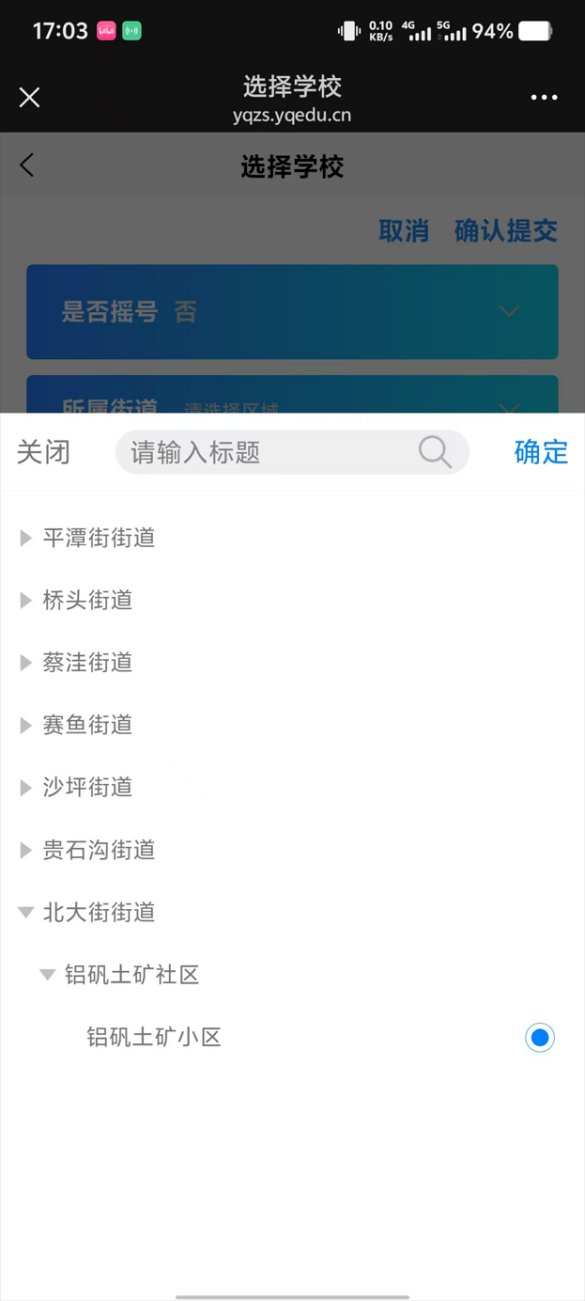 17:03 0.10 KB/s 4G 5G 94%
选择学校
yqzs.yqedu.cn
选择学校
取消 确认提交
是否摇号 否
所属街道 请选择区域
关闭 请输入标题 确定
平潭街街道
桥头街道
蔡洼街道
赛鱼街道
沙坪街道
贵石沟街道
北大街街道
铝矾土矿社区
铝矾土矿小区